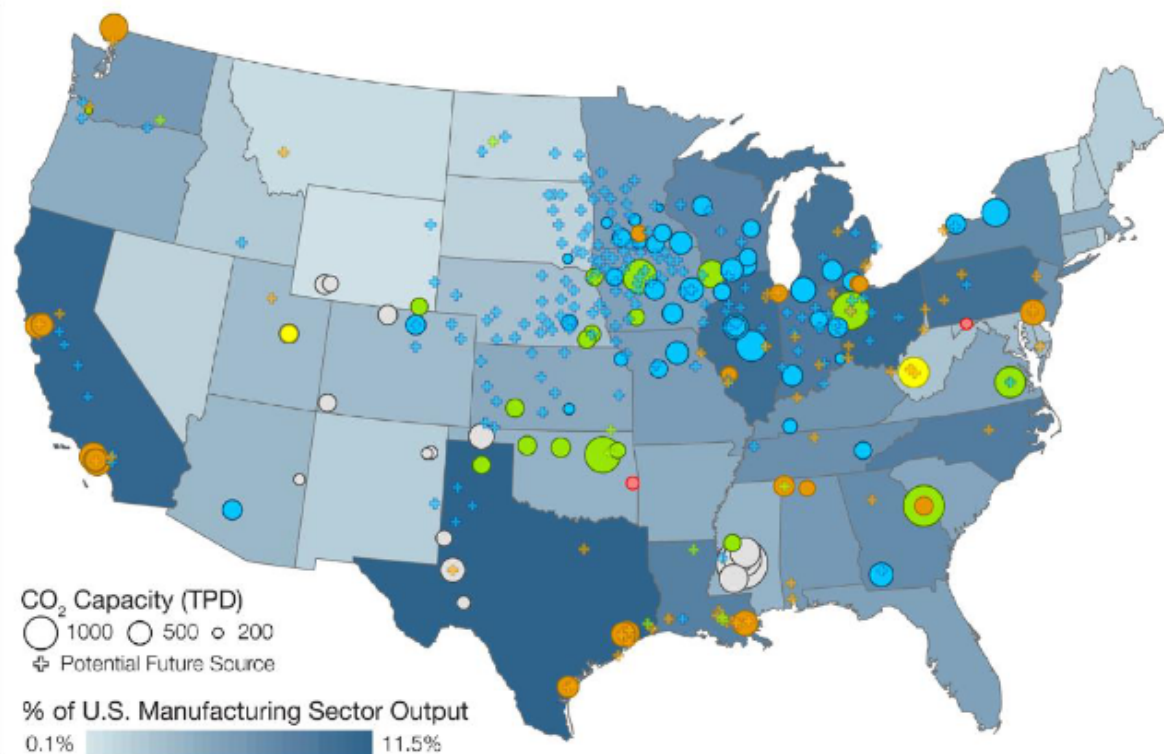 CO₂ Capacity (TPD)
1000 500 200
Potential Future Source
% of U.S. Manufacturing Sector Output
0.1% 11.5%